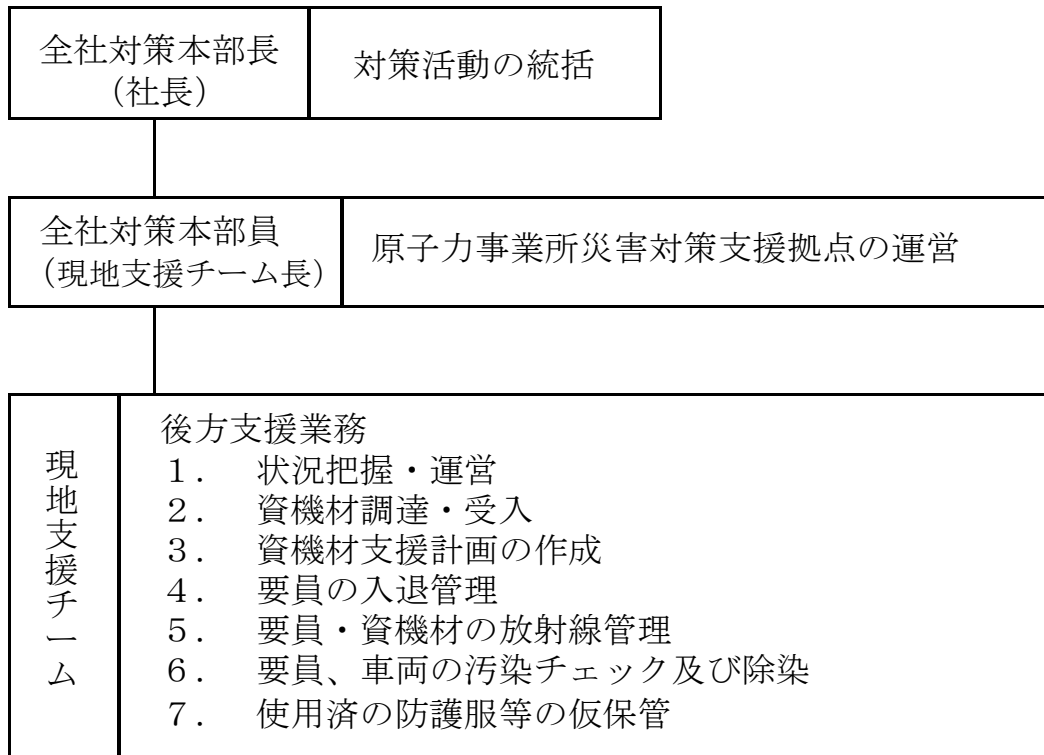 全社対策本部長
(社長)
対策活動の統括
全社対策本部員
(現地支援チーム長)
原子力事業所災害対策支援拠点の運営
現地支援チーム
後方支援業務
１． 状況把握・運営
２． 資機材調達・受入
３． 資機材支援計画の作成
４． 要員の入退管理
５． 要員・資機材の放射線管理
６． 要員、車両の汚染チェック及び除染
７． 使用済の防護服等の仮保管